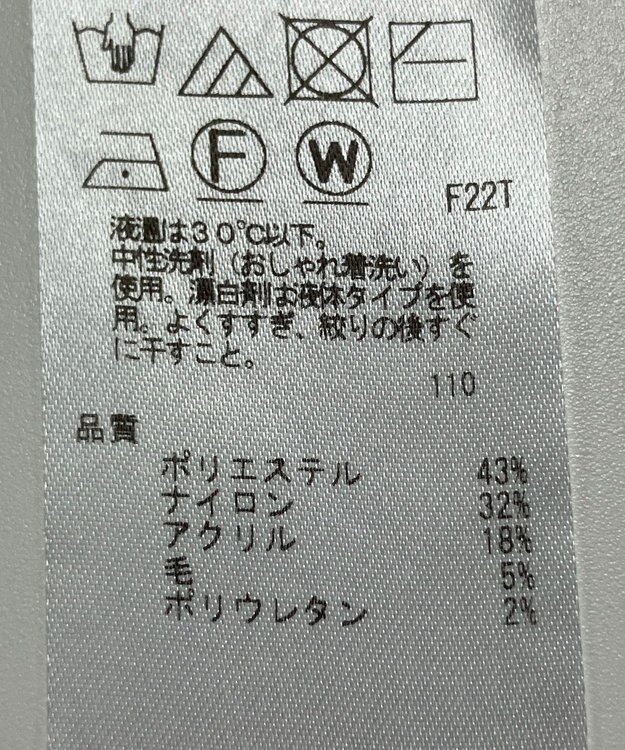 F W
F22T
液温は30℃以下。
中性洗剤（おしゃれ着洗い）を
使用。漂白剤は液体タイプを使
用。よくすすぎ、絞りの後すぐ
に干すこと。
110
品質
ポリエステル 43%
ナイロン 32%
アクリル 18%
毛 5%
ポリウレタン 2%